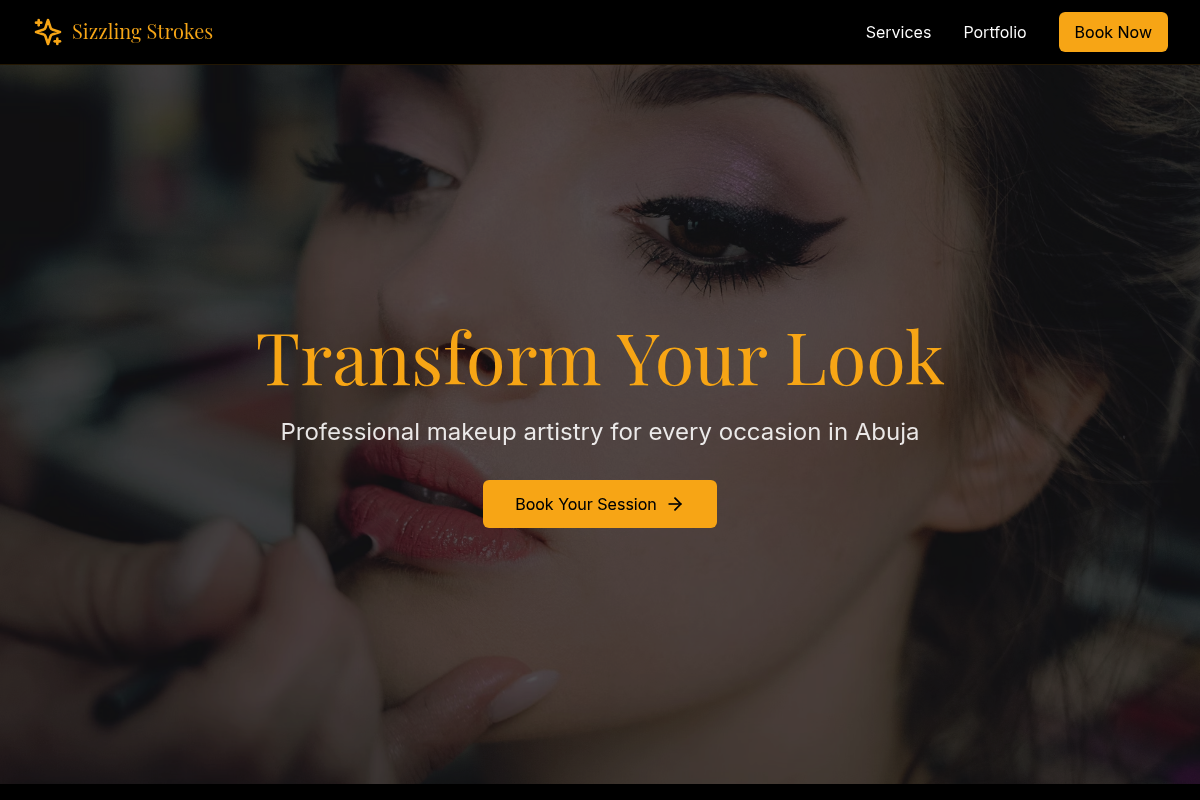 Sizzling Strokes
Services
Portfolio
Book Now
Transform Your Look
Professional makeup artistry for every occasion in Abuja
Book Your Session